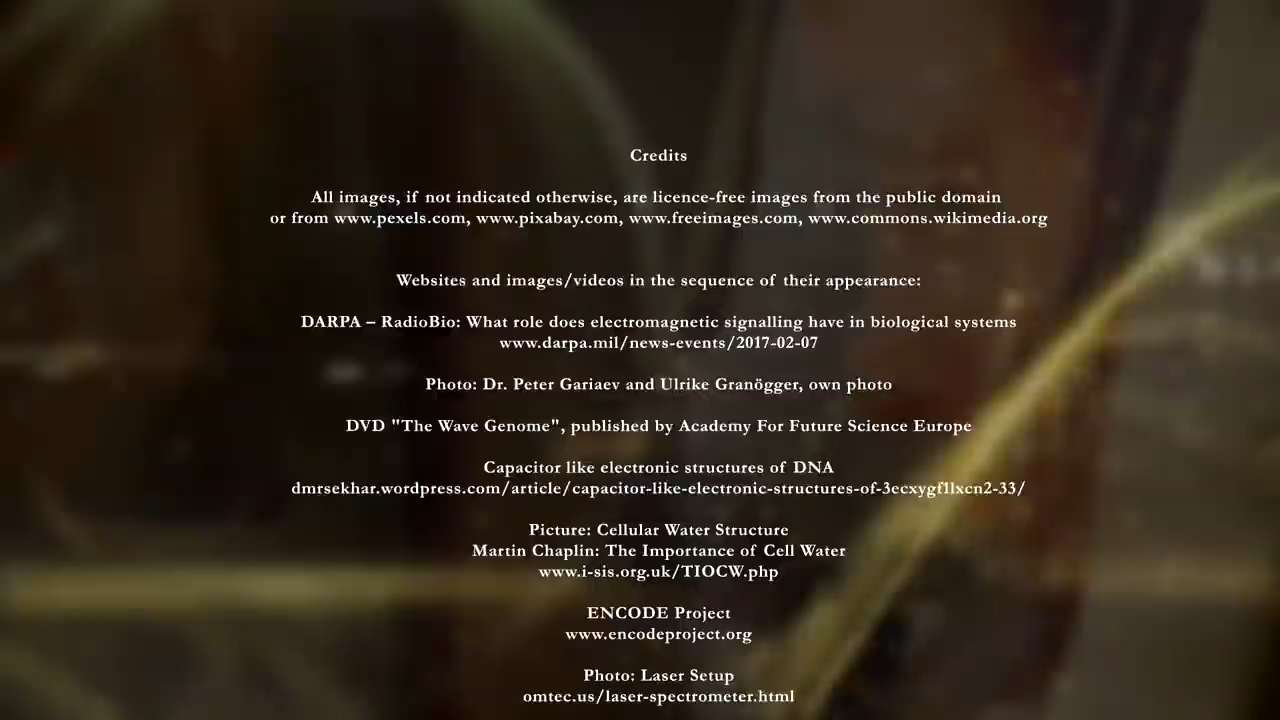 Credits
All images, if not indicated otherwise, are licence-free images from the public domain
or from www.pexels.com, www.pixabay.com, www.freeimages.com, www.commons.wikimedia.org
Websites and images/videos in the sequence of their appearance:
DARPA – RadioBio: What role does electromagnetic signalling have in biological systems
www.darpa.mil/news-events/2017-02-07
Photo: Dr. Peter Gariaev and Ulrike Granögger, own photo
DVD "The Wave Genome", published by Academy For Future Science Europe
Capacitor like electronic structures of DNA
dmrsekhar.wordpress.com/article/capacitor-like-electronic-structures-of-3ecxygf1lxcn2-33/
Picture: Cellular Water Structure
Martin Chaplin: The Importance of Cell Water
www.i-sis.org.uk/TIOCW.php
ENCODE Project
www.encodeproject.org
Photo: Laser Setup
omtec.us/laser-spectrometer.html